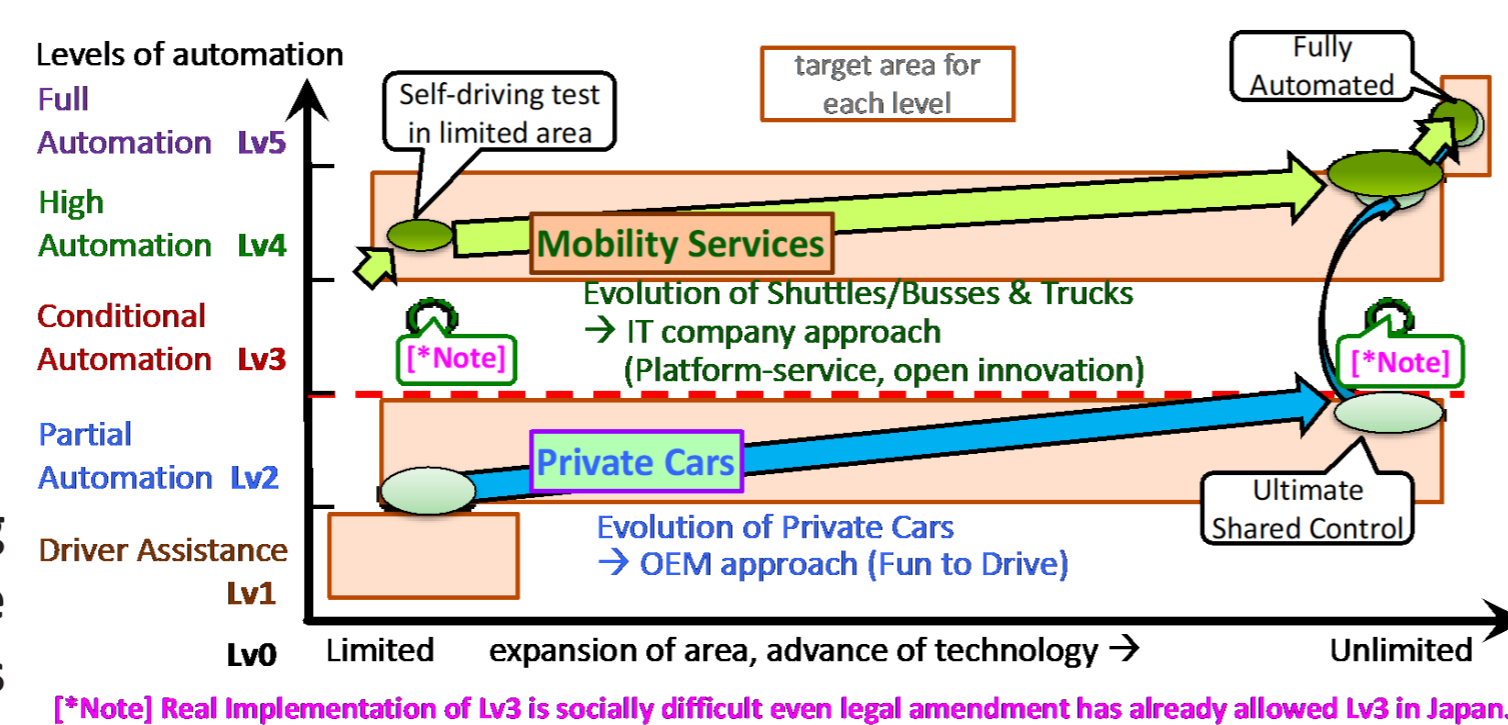 Levels of automation
Full
Automation Lv5
High
Automation Lv4
Conditional
Automation Lv3
Partial
Automation Lv2
Driver Assistance
Lv1
Lv0
Self-driving test
in limited area
target area for
each level
Fully
Automated
Mobility Services
Evolution of Shuttles/Busses & Trucks
→ IT company approach
(Platform-service, open innovation)
[*Note]
[*Note]
Private Cars
Ultimate
Shared Control
Evolution of Private Cars
→ OEM approach (Fun to Drive)
Limited expansion of area, advance of technology → Unlimited
[*Note] Real Implementation of Lv3 is socially difficult even legal amendment has already allowed Lv3 in Japan